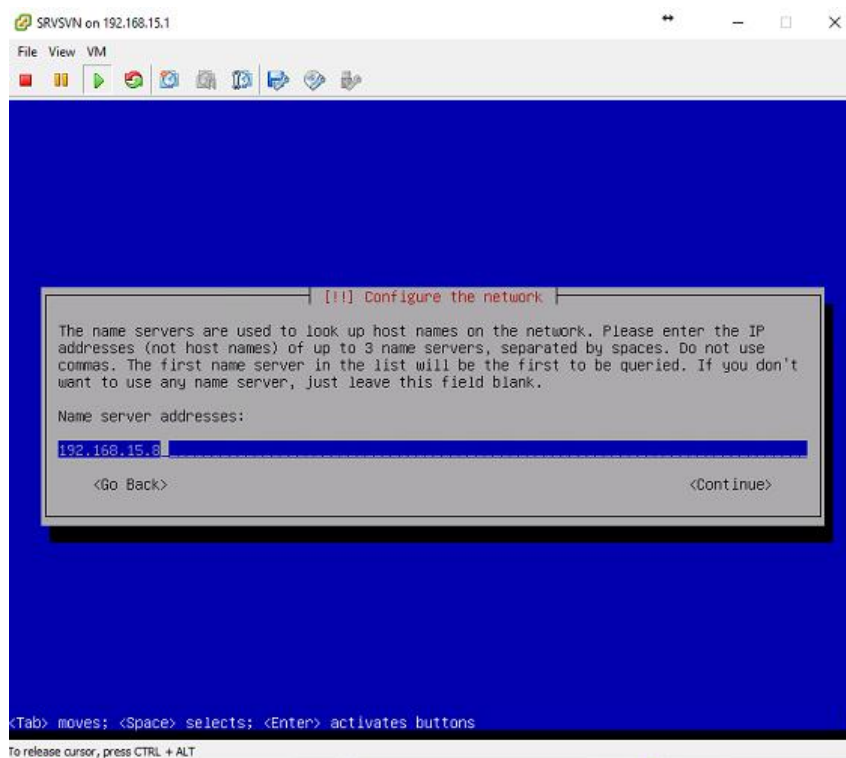 SRVSVN on 192.168.15.1
File View VM
[!!] Configure the network
The name servers are used to look up host names on the network. Please enter the IP
addresses (not host names) of up to 3 name servers, separated by spaces. Do not use
commas. The first name server in the list will be the first to be queried. If you don't
want to use any name server, just leave this field blank.
Name server addresses:
192.168.15.8
<Go Back> <Continue>
<Tab> moves; <Space> selects; <Enter> activates buttons
To release cursor, press CTRL + ALT